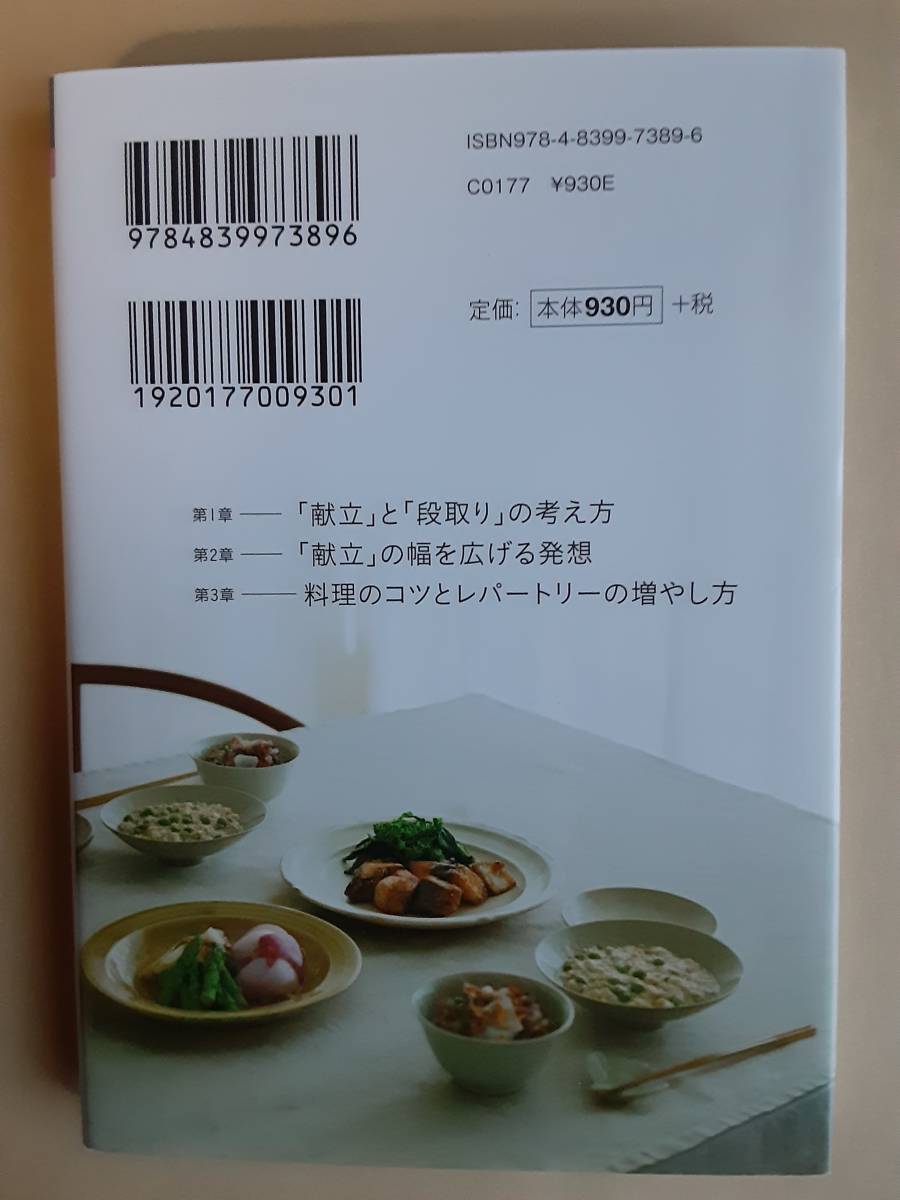 9784839973896
ISBN978-4-8399-7389-6
C0177 ¥930E
1920177009301
定価: 本体930円 +税
第1章 「献立」と「段取り」の考え方
第2章 「献立」の幅を広げる発想
第3章 料理のコツとレパートリーの増やし方